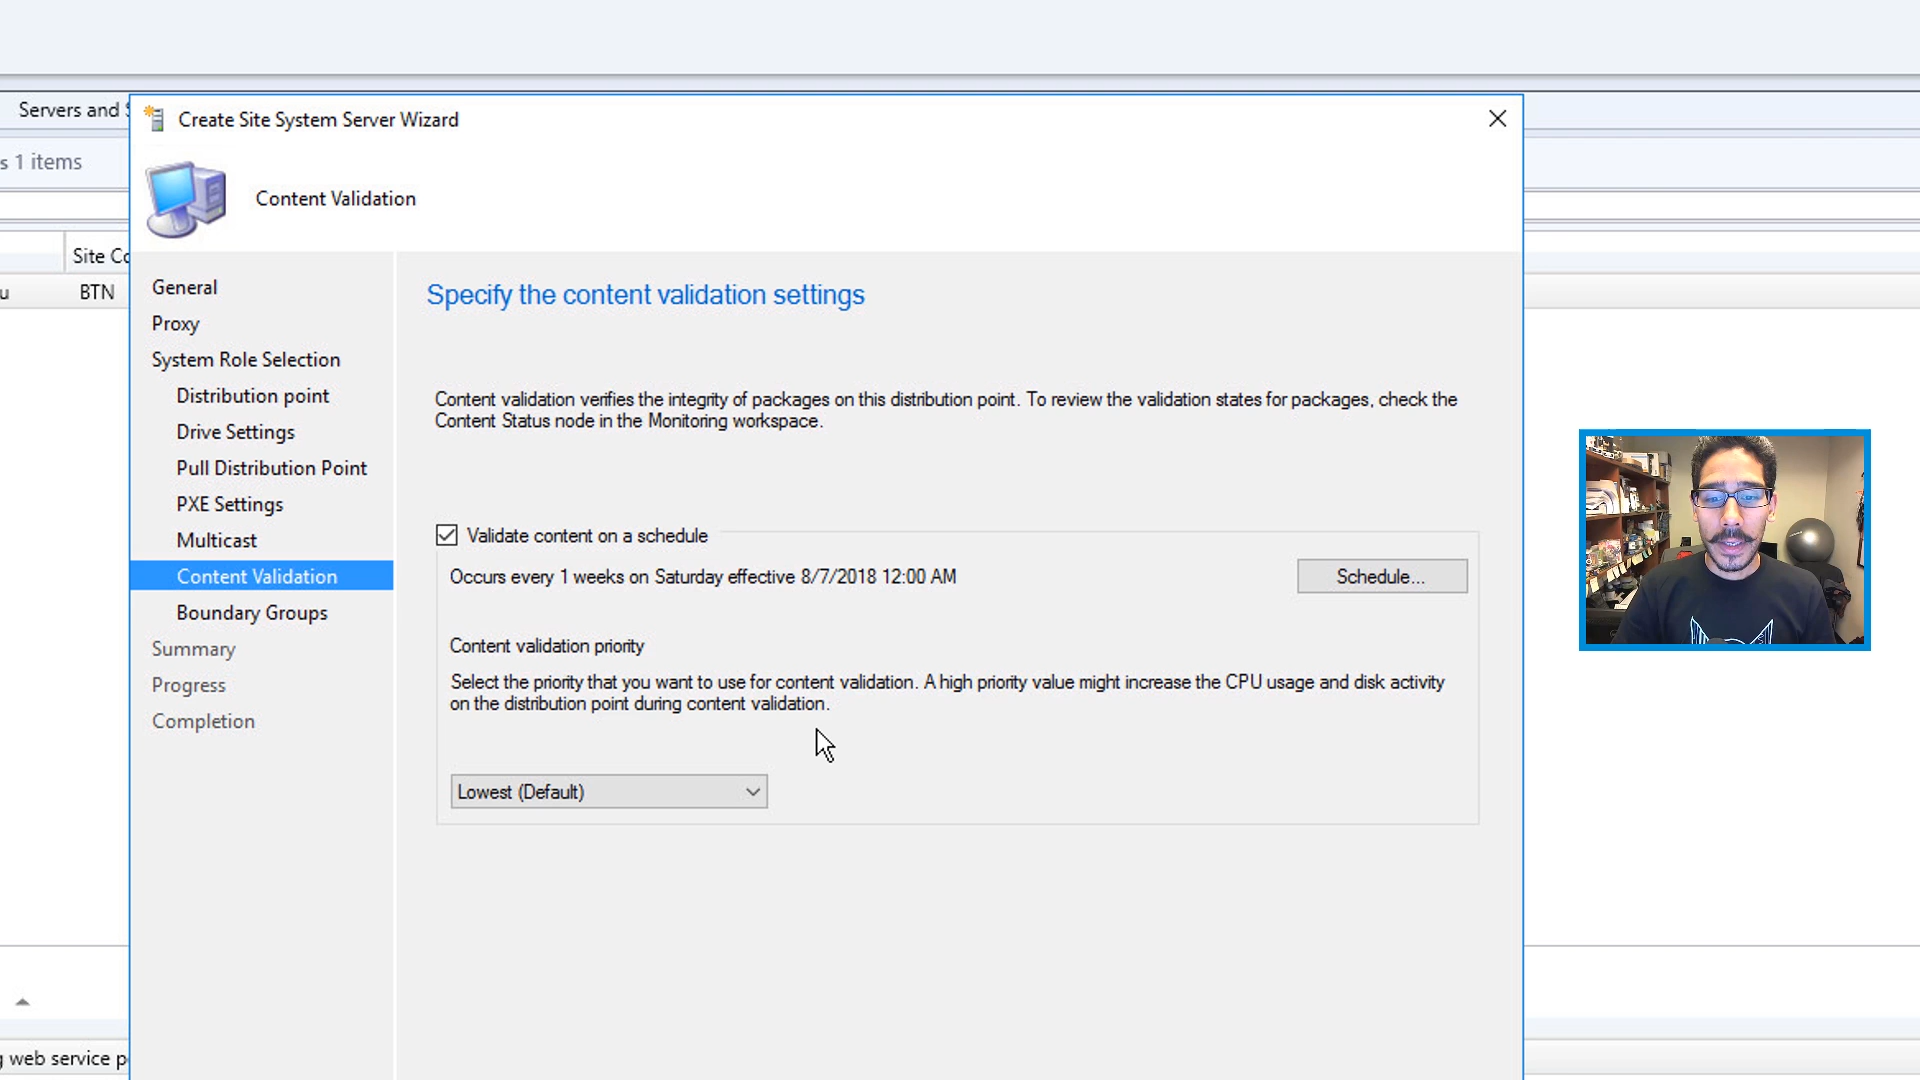 Servers and
Create Site System Server Wizard
s 1 items
Content Validation
Site Co
u
BTN
General
Proxy
System Role Selection
Distribution point
Drive Settings
Pull Distribution Point
PXE Settings
Multicast
Content Validation
Boundary Groups
Summary
Progress
Completion
Specify the content validation settings
Content validation verifies the integrity of packages on this distribution point. To review the validation states for packages, check the
Content Status node in the Monitoring workspace.
Validate content on a schedule
Occurs every 1 weeks on Saturday effective 8/7/2018 12:00 AM
Schedule...
Content validation priority
Select the priority that you want to use for content validation. A high priority value might increase the CPU usage and disk activity
on the distribution point during content validation.
Lowest (Default)
g web service p